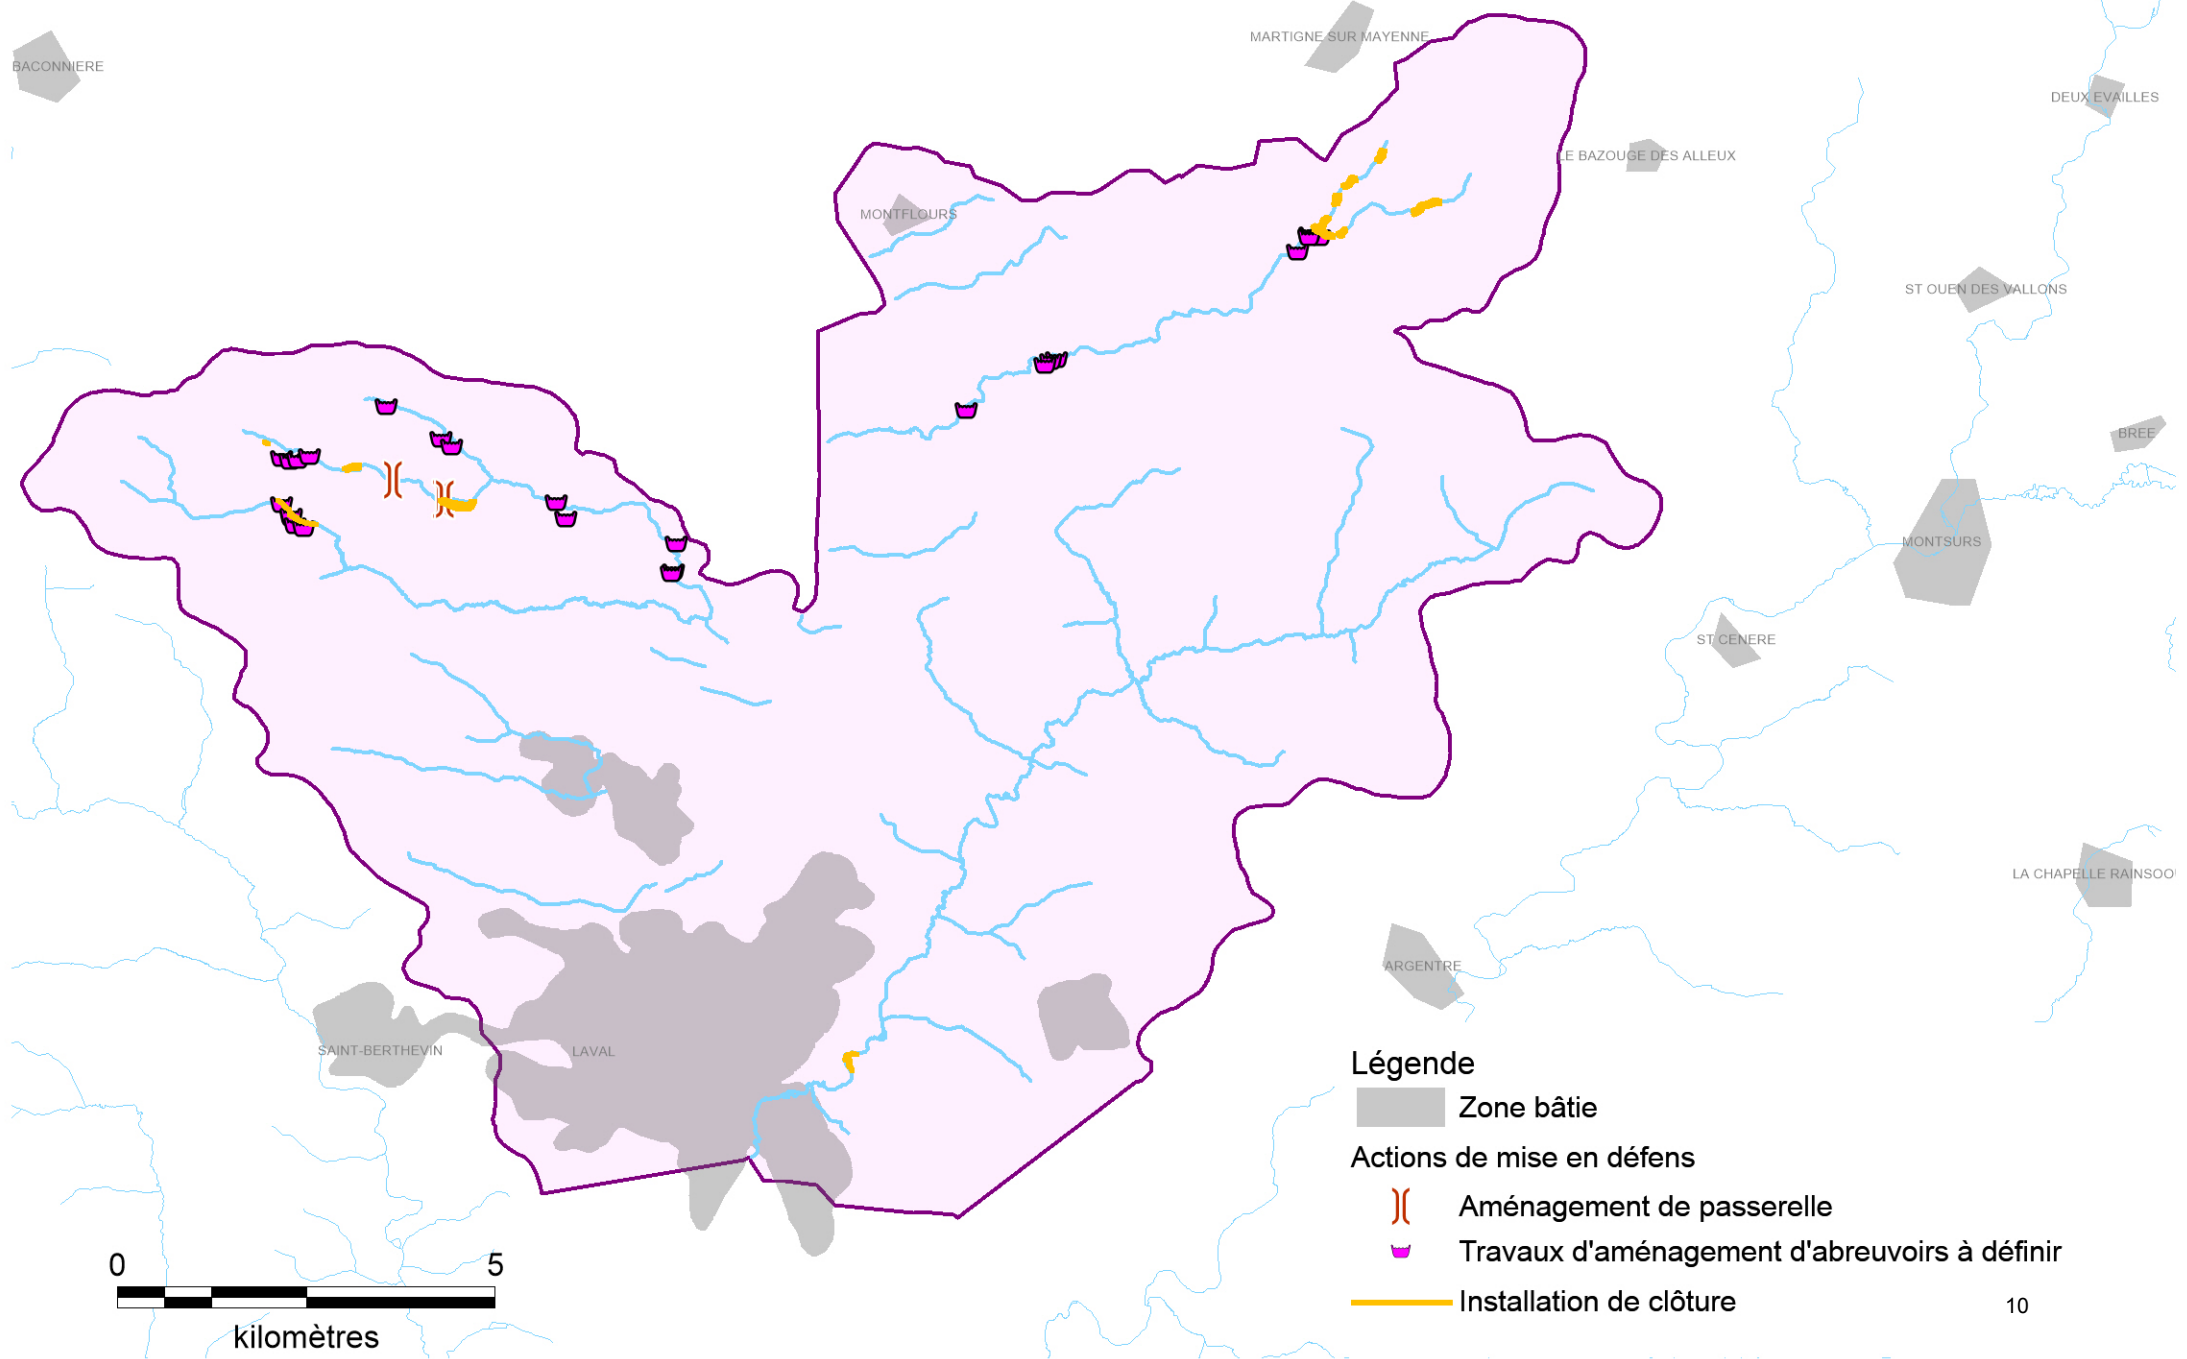 MARTIGNE SUR MAYENNE
BACONNIERE
DEUX EVAILLES
LE BAZOUGE DES ALLEUX
MONTFLOURS
ST OUEN DES VALLONS
BREE
MONTSURS
ST CENERE
LA CHAPELLE RAINSOU
ARGENTRE
SAINT-BERTHEVIN
LAVAL
Légende
Zone bâtie
Actions de mise en défens
Aménagement de passerelle
Travaux d'aménagement d'abreuvoirs à définir
Installation de clôture
10
0 5
kilomètres